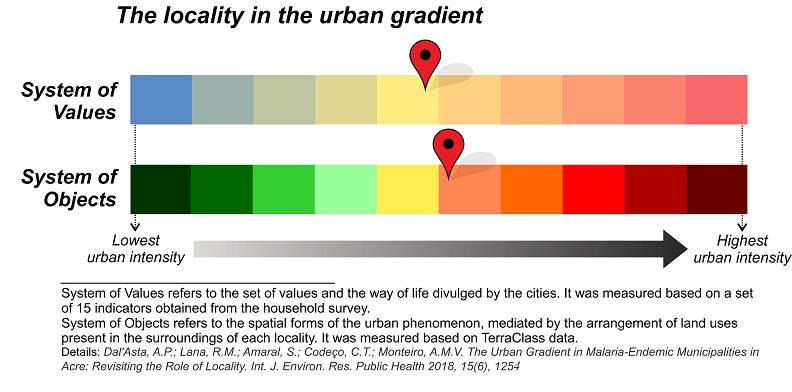 The locality in the urban gradient
System of
Values
System of
Objects
Lowest
urban intensity
Highest
urban intensity
System of Values refers to the set of values and the way of life divulged by the cities. It was measured based on a set
of 15 indicators obtained from the household survey.
System of Objects refers to the spatial forms of the urban phenomenon, mediated by the arrangement of land uses
present in the surroundings of each locality. It was measured based on TerraClass data.
Details: Dal'Asta, A.P.; Lana, R.M.; Amaral, S.; Codeço, C.T.; Monteiro, A.M.V. The Urban Gradient in Malaria-Endemic Municipalities in
Acre: Revisiting the Role of Locality. Int. J. Environ. Res. Public Health 2018, 15(6), 1254